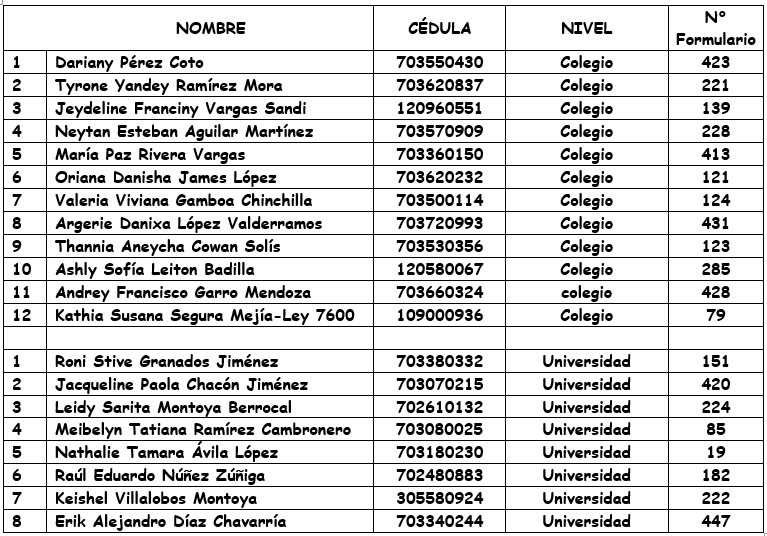 NOMBRE CÉDULA NIVEL N° Formulario
1 Dariany Pérez Coto 703550430 Colegio 423
2 Tyrone Yandey Ramírez Mora 703620837 Colegio 221
3 Jeydeline Franciny Vargas Sandi 120960551 Colegio 139
4 Neytan Esteban Aguilar Martínez 703570909 Colegio 228
5 María Paz Rivera Vargas 703360150 Colegio 413
6 Oriana Danisha James López 703620232 Colegio 121
7 Valeria Viviana Gamboa Chinchilla 703500114 Colegio 124
8 Argerie Danixa López Valderramos 703720993 Colegio 431
9 Thannia Aneycha Cowan Solís 703530356 Colegio 123
10 Ashly Sofía Leiton Badilla 120580067 Colegio 285
11 Andrey Francisco Garro Mendoza 703660324 colegio 428
12 Kathia Susana Segura Mejía-Ley 7600 109000936 Colegio 79
1 Roni Stive Granados Jiménez 703380332 Universidad 151
2 Jacqueline Paola Chacón Jiménez 703070215 Universidad 420
3 Leidy Sarita Montoya Berrocal 702610132 Universidad 224
4 Meibelyn Tatiana Ramírez Cambronero 703080025 Universidad 85
5 Nathalie Tamara Ávila López 703180230 Universidad 19
6 Raúl Eduardo Núñez Zúñiga 702480883 Universidad 182
7 Keishel Villalobos Montoya 305580924 Universidad 222
8 Erik Alejandro Díaz Chavarría 703340244 Universidad 447